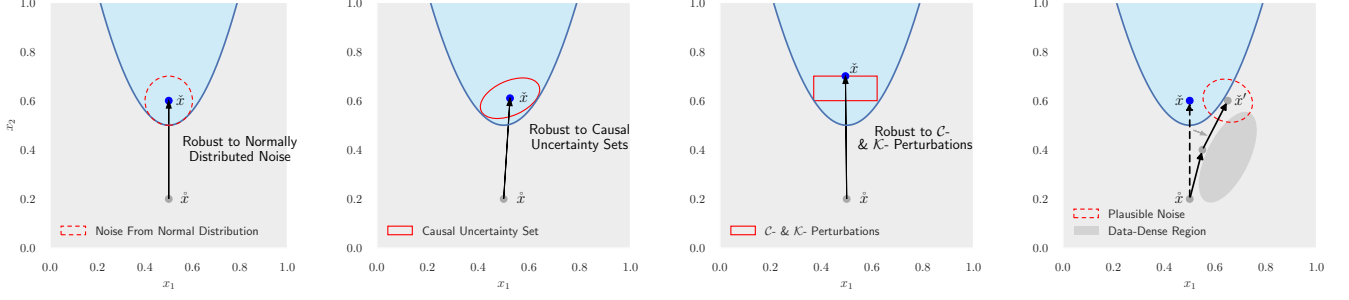 1.0
0.8
0.6
0.4
0.2
0.0
x₂
x̌
Robust to Normally
Distributed Noise
x̊
Noise From Normal Distribution
0.0 0.2 0.4 0.6 0.8 1.0
x₁
1.0
0.8
0.6
0.4
0.2
0.0
x̌
Robust to Causal
Uncertainty Sets
x̊
Causal Uncertainty Set
0.0 0.2 0.4 0.6 0.8 1.0
x₁
1.0
0.8
0.6
0.4
0.2
0.0
x̌
Robust to 𝒞-
& 𝒦- Perturbations
x̊
𝒞- & 𝒦- Perturbations
0.0 0.2 0.4 0.6 0.8 1.0
x₁
1.0
0.8
0.6
0.4
0.2
0.0
x̌ x̌′
x̊
Plausible Noise
Data-Dense Region
0.0 0.2 0.4 0.6 0.8 1.0
x₁